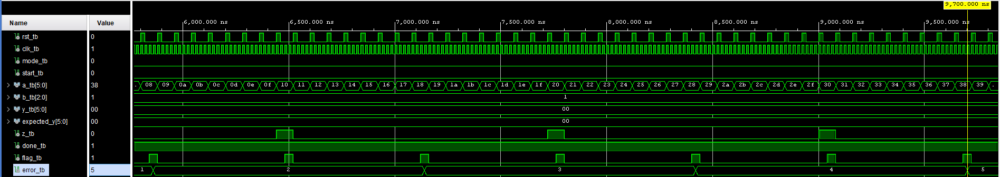 9,700.000 ns
Name Value
6,000.000 ns 6,500.000 ns 7,000.000 ns 7,500.000 ns 8,000.000 ns 8,500.000 ns 9,000.000 ns 9,500.000 ns
rst_tb 0
clk_tb 1
mode_tb 0
start_tb 0
a_tb[5:0] 38 . 08 09 0a 0b 0c 0d 0e 0f 10 11 12 13 14 15 16 17 18 19 1a 1b 1c 1d 1e 1f 20 21 22 23 24 25 26 27 28 29 2a 2b 2c 2d 2e 2f 30 31 32 33 34 35 36 37 38 39 .
b_tb[2:0] 1 1
y_tb[5:0] 00 00
expected_y[5:0] 00 00
z_tb 0
done_tb 1
flag_tb 1
error_tb 5 1 2 3 4 5